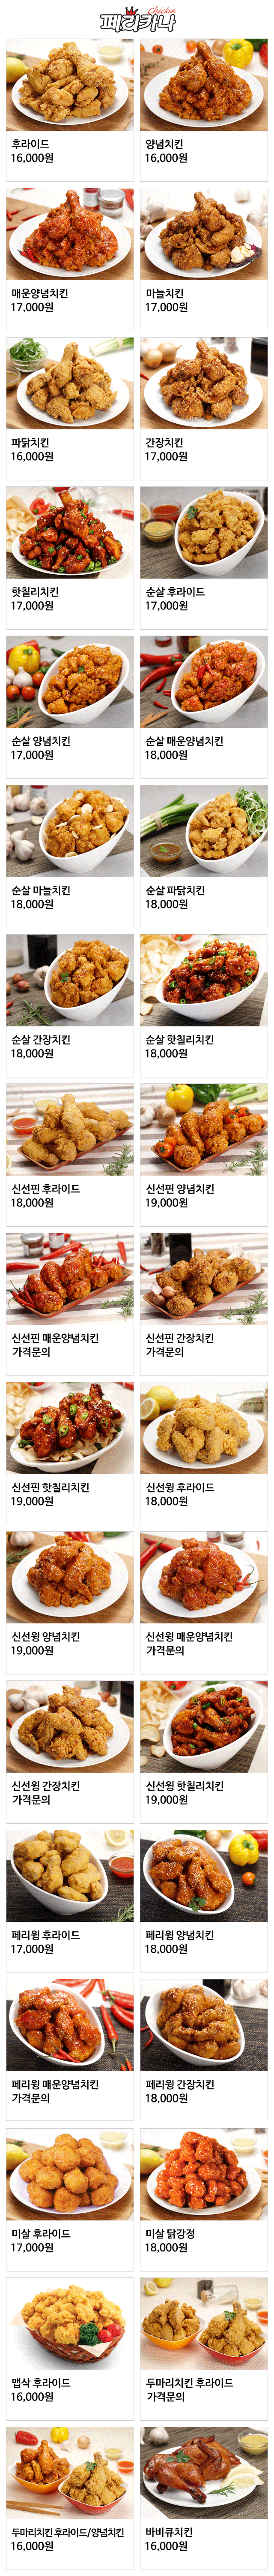 Chicken
페리카나
후라이드
16,000원
양념치킨
16,000원
매운양념치킨
17,000원
마늘치킨
17,000원
파닭치킨
16,000원
간장치킨
17,000원
핫칠리치킨
17,000원
순살 후라이드
17,000원
순살 양념치킨
17,000원
순살 매운양념치킨
18,000원
순살 마늘치킨
18,000원
순살 파닭치킨
18,000원
순살 간장치킨
18,000원
순살 핫칠리치킨
18,000원
신선핀 후라이드
18,000원
신선핀 양념치킨
19,000원
신선핀 매운양념치킨
가격문의
신선핀 간장치킨
가격문의
신선핀 핫칠리치킨
19,000원
신선윙 후라이드
18,000원
신선윙 양념치킨
19,000원
신선윙 매운양념치킨
가격문의
신선윙 간장치킨
가격문의
신선윙 핫칠리치킨
19,000원
페리윙 후라이드
17,000원
페리윙 양념치킨
18,000원
페리윙 매운양념치킨
가격문의
페리윙 간장치킨
18,000원
미살 후라이드
17,000원
미살 닭강정
18,000원
맵삭 후라이드
16,000원
두마리치킨 후라이드
가격문의
두마리치킨 후라이드/양념치킨
16,000원
바비큐치킨
16,000원